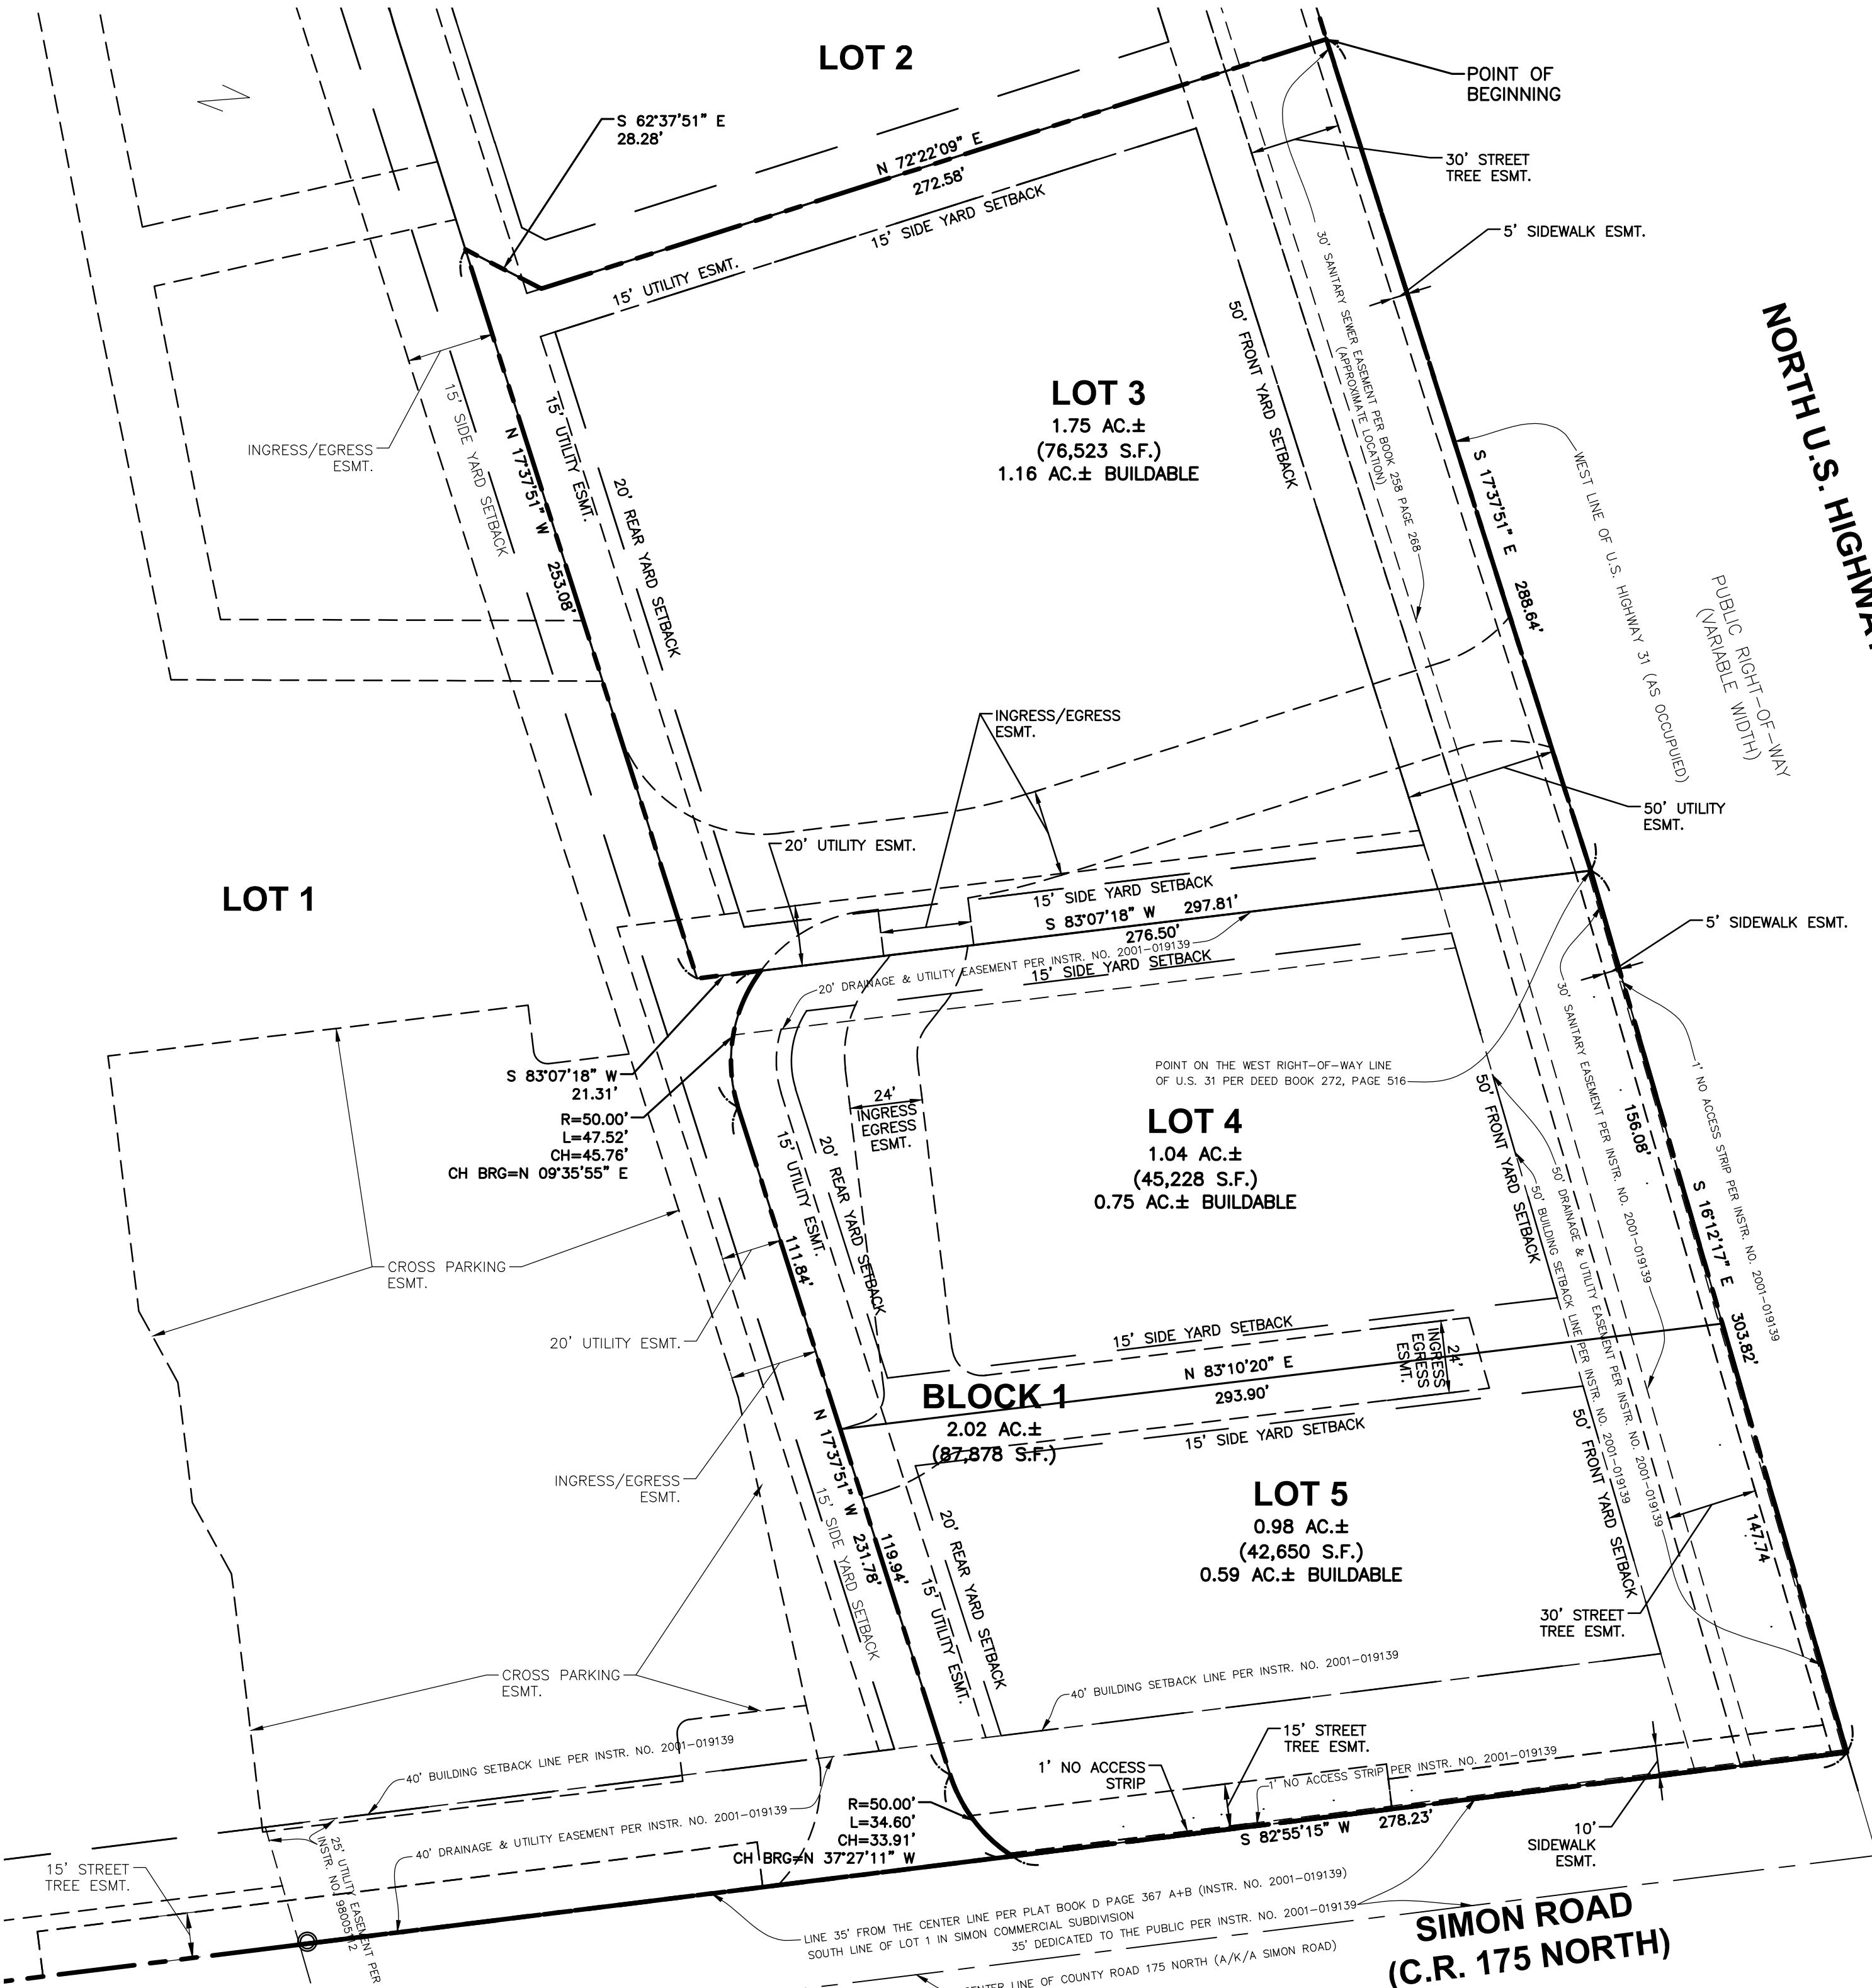 LOT 2
POINT OF
BEGINNING
S 62°37'51" E
28.28'
N 72°22'09" E
272.58'
15' SIDE YARD SETBACK
15' UTILITY ESMT.
30' STREET
TREE ESMT.
5' SIDEWALK ESMT.
30' SANITARY SEWER EASEMENT PER BOOK 258 PAGE 268
(APPROXIMATE LOCATION)
50' FRONT YARD SETBACK
NORTH U.S. HIGHWAY
LOT 3
1.75 AC.±
(76,523 S.F.)
1.16 AC.± BUILDABLE
INGRESS/EGRESS
ESMT.
15' SIDE YARD SETBACK
N 17°37'51" W 253.08'
15' UTILITY ESMT.
20' REAR YARD SETBACK
S 17°37'51" E 288.64'
WEST LINE OF U.S. HIGHWAY 31 (AS OCCUPUIED)
PUBLIC RIGHT-OF-WAY
(VARIABLE WIDTH)
INGRESS/EGRESS
ESMT.
50' UTILITY
ESMT.
20' UTILITY ESMT.
LOT 1
15' SIDE YARD SETBACK
S 83°07'18" W 297.81'
276.50'
20' DRAINAGE & UTILITY EASEMENT PER INSTR. NO. 2001-019139
15' SIDE YARD SETBACK
5' SIDEWALK ESMT.
S 83°07'18" W
21.31'
R=50.00'
L=47.52'
CH=45.76'
CH BRG=N 09°35'55" E
POINT ON THE WEST RIGHT-OF-WAY LINE
OF U.S. 31 PER DEED BOOK 272, PAGE 516
24'
INGRESS
EGRESS
ESMT.
LOT 4
1.04 AC.±
(45,228 S.F.)
0.75 AC.± BUILDABLE
15' UTILITY ESMT.
20' REAR YARD SETBACK
111.84'
50' FRONT YARD SETBACK
50' BUILDING SETBACK LINE PER INSTR. NO. 2001-019139
50' DRAINAGE & UTILITY EASEMENT PER INSTR. NO. 2001-019139
30' SANITARY EASEMENT PER INSTR. NO. 2001-019139
156.08'
S 16°12'17" E 303.82'
1' NO ACCESS STRIP PER INSTR. NO. 2001-019139
CROSS PARKING
ESMT.
20' UTILITY ESMT.
15' SIDE YARD SETBACK
N 83°10'20" E
293.90'
24'
INGRESS
EGRESS
ESMT.
BLOCK 1
2.02 AC.±
(87,878 S.F.)
15' SIDE YARD SETBACK
INGRESS/EGRESS
ESMT.
N 17°37'51" W 231.78'
119.94'
15' SIDE YARD SETBACK
15' UTILITY ESMT.
20' REAR YARD SETBACK
LOT 5
0.98 AC.±
(42,650 S.F.)
0.59 AC.± BUILDABLE
50' FRONT YARD SETBACK
147.74
30' STREET
TREE ESMT.
CROSS PARKING
ESMT.
40' BUILDING SETBACK LINE PER INSTR. NO. 2001-019139
40' BUILDING SETBACK LINE PER INSTR. NO. 2001-019139
15' STREET
TREE ESMT.
1' NO ACCESS
STRIP
1' NO ACCESS STRIP PER INSTR. NO. 2001-019139
R=50.00'
L=34.60'
CH=33.91'
CH BRG=N 37°27'11" W
S 82°55'15" W 278.23'
10'
SIDEWALK
ESMT.
40' DRAINAGE & UTILITY EASEMENT PER INSTR. NO. 2001-019139
15' STREET
TREE ESMT.
25' UTILITY EASEMENT PER
INSTR. NO.
LINE 35' FROM THE CENTER LINE PER PLAT BOOK D PAGE 367 A+B (INSTR. NO. 2001-019139)
SOUTH LINE OF LOT 1 IN SIMON COMMERCIAL SUBDIVISION
35' DEDICATED TO THE PUBLIC PER INSTR. NO. 2001-019139
LINE OF COUNTY ROAD 175 NORTH (A/K/A SIMON ROAD)
SIMON ROAD
(C.R. 175 NORTH)